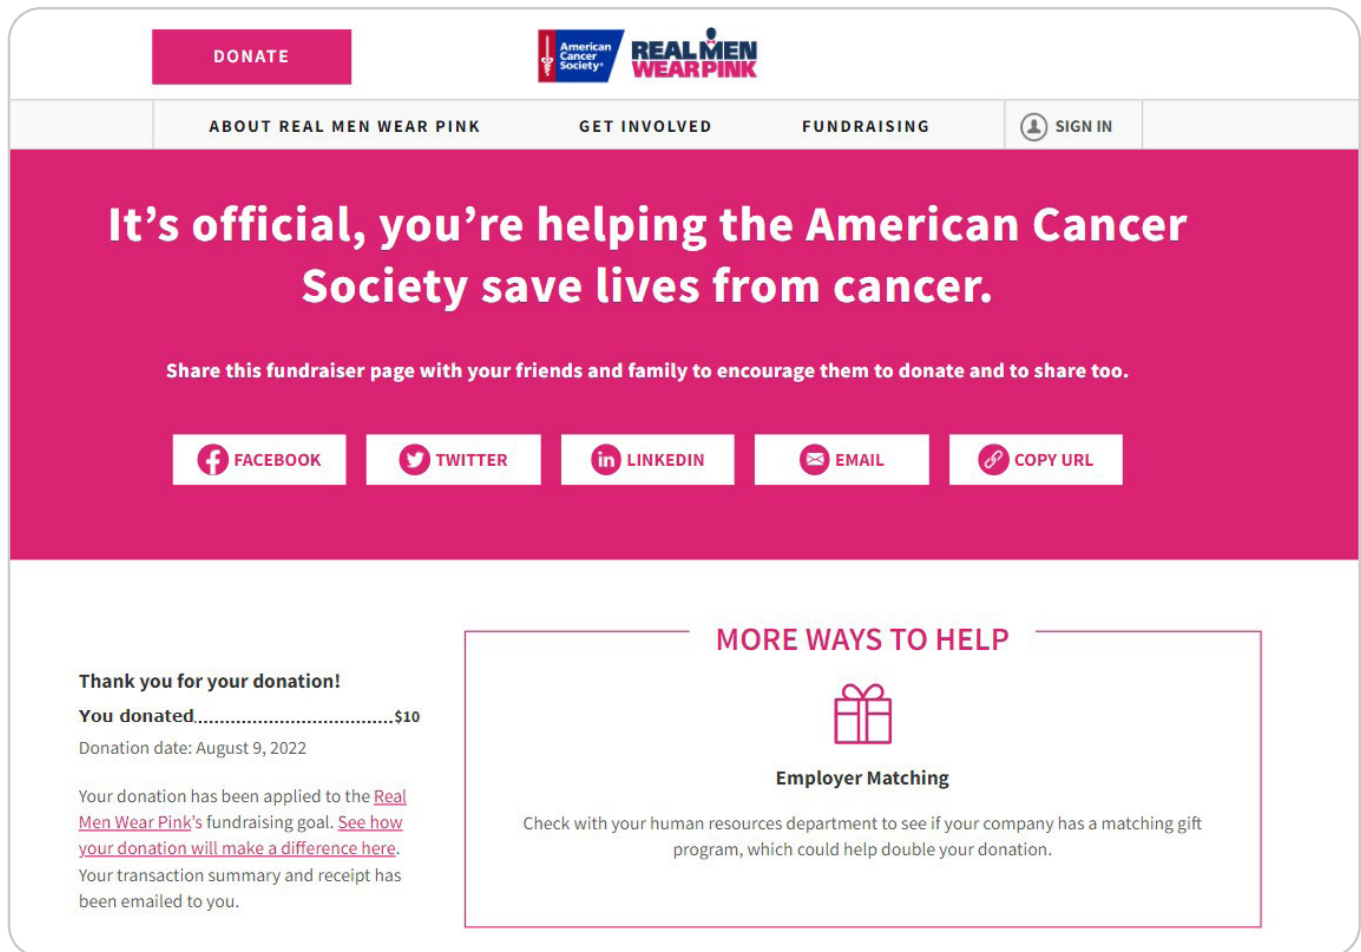 DONATE
American
Cancer
Society®
REAL MEN
WEAR PINK
ABOUT REAL MEN WEAR PINK
GET INVOLVED
FUNDRAISING
SIGN IN
It’s official, you’re helping the American Cancer
Society save lives from cancer.
Share this fundraiser page with your friends and family to encourage them to donate and to share too.
FACEBOOK
TWITTER
LINKEDIN
EMAIL
COPY URL
Thank you for your donation!
You donated......................................$10
Donation date: August 9, 2022
Your donation has been applied to the Real
Men Wear Pink’s fundraising goal. See how
your donation will make a difference here.
Your transaction summary and receipt has
been emailed to you.
MORE WAYS TO HELP
Employer Matching
Check with your human resources department to see if your company has a matching gift
program, which could help double your donation.